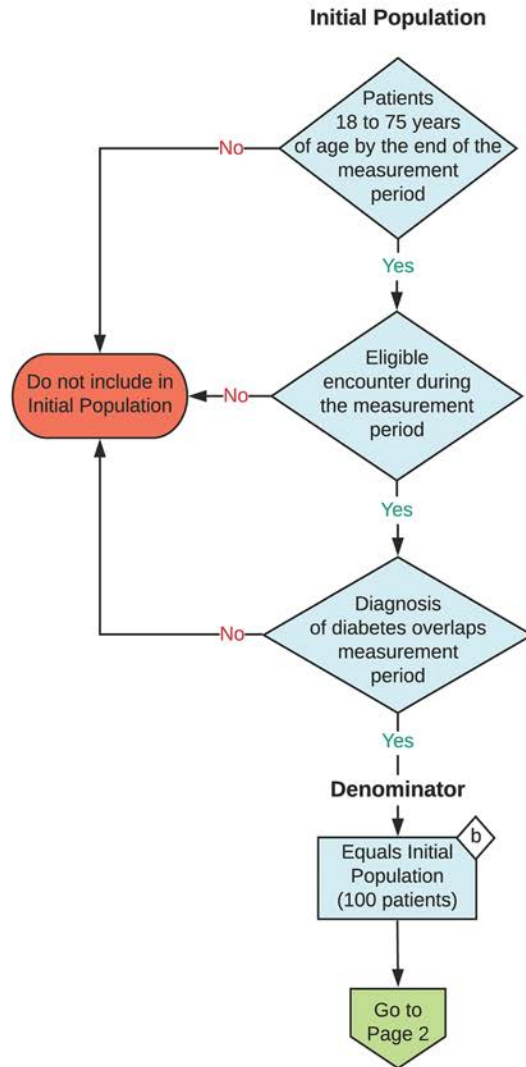 Initial Population
Patients
18 to 75 years
of age by the end of the
measurement
period
No
Yes
Do not include in
Initial Population
No
Eligible
encounter during
the measurement
period
Yes
No
Diagnosis
of diabetes overlaps
measurement
period
Yes
Denominator
b
Equals Initial
Population
(100 patients)
Go to
Page 2